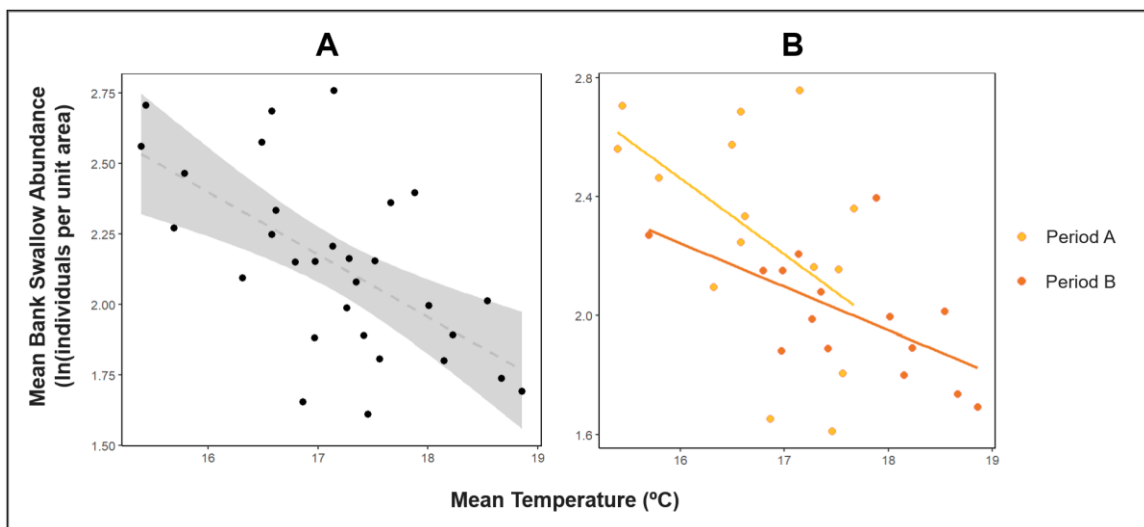 A
B
Mean Bank Swallow Abundance
(ln(individuals per unit area)
2.75
2.50
2.25
2.00
1.75
1.50
16
17
18
19
2.8
2.4
2.0
1.6
16
17
18
19
Period A
Period B
Mean Temperature (ºC)